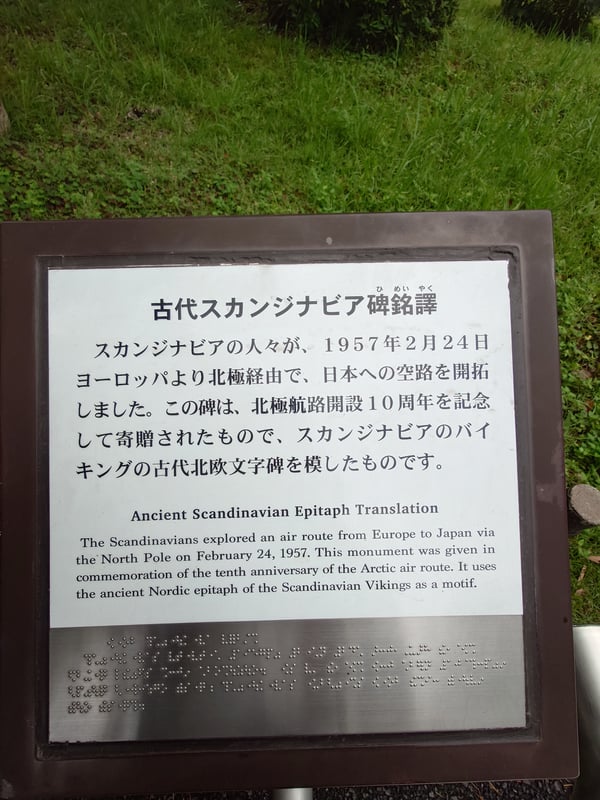 古代スカンジナビア碑銘譯
ひ めい やく
スカンジナビアの人々が、１９５７年２月２４日
ヨーロッパより北極経由で、日本への空路を開拓
しました。この碑は、北極航路開設１０周年を記念
して寄贈されたもので、スカンジナビアのバイ
キングの古代北欧文字碑を模したものです。
Ancient Scandinavian Epitaph Translation
The Scandinavians explored an air route from Europe to Japan via
the North Pole on February 24, 1957. This monument was given in
commemoration of the tenth anniversary of the Arctic air route. It uses
the ancient Nordic epitaph of the Scandinavian Vikings as a motif.